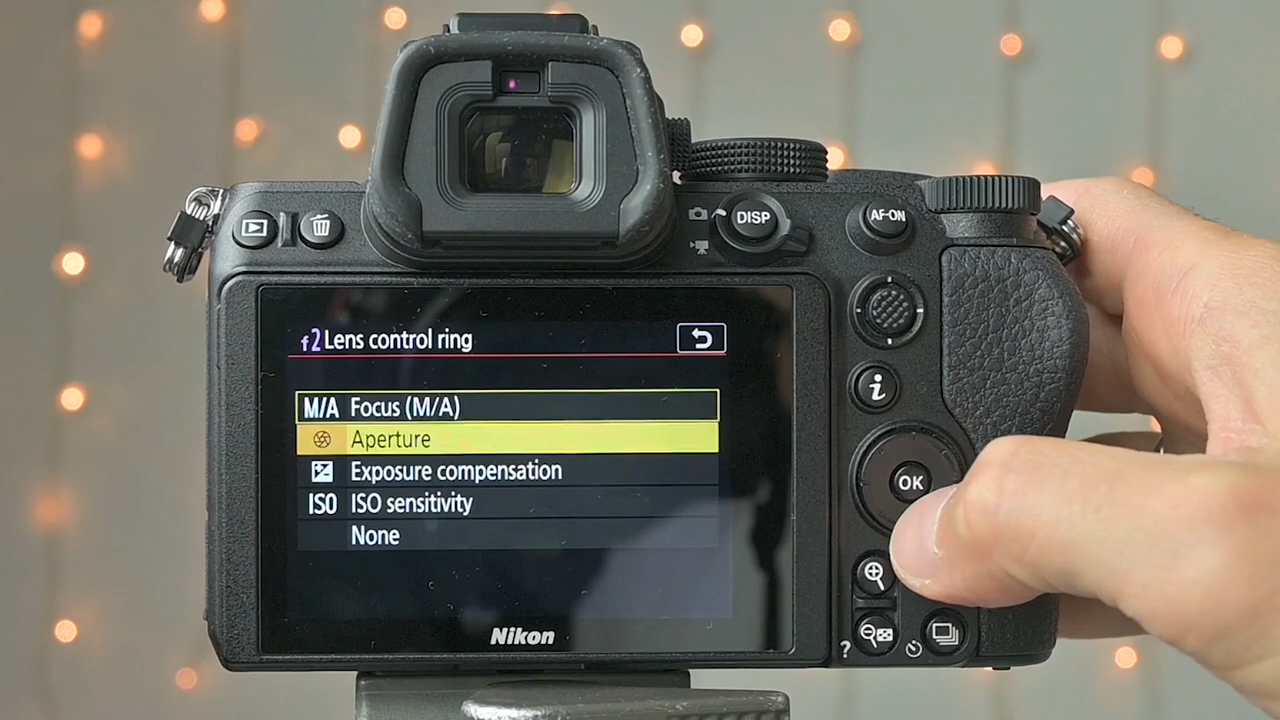 DISP
AF-ON
f2 Lens control ring
M/A Focus (M/A)
Aperture
Exposure compensation
ISO ISO sensitivity
None
i
OK
Nikon
?